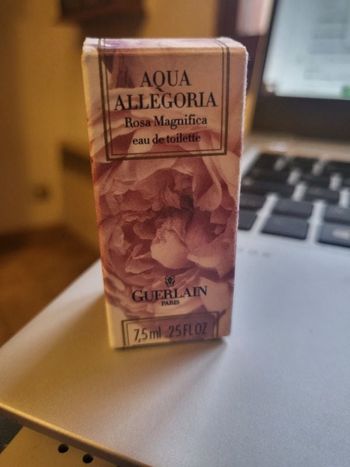 AQUA
ALLEGORIA
Rosa Magnifica
eau de toilette
GUERLAIN
PARIS
7,5 ml .25 FL OZ